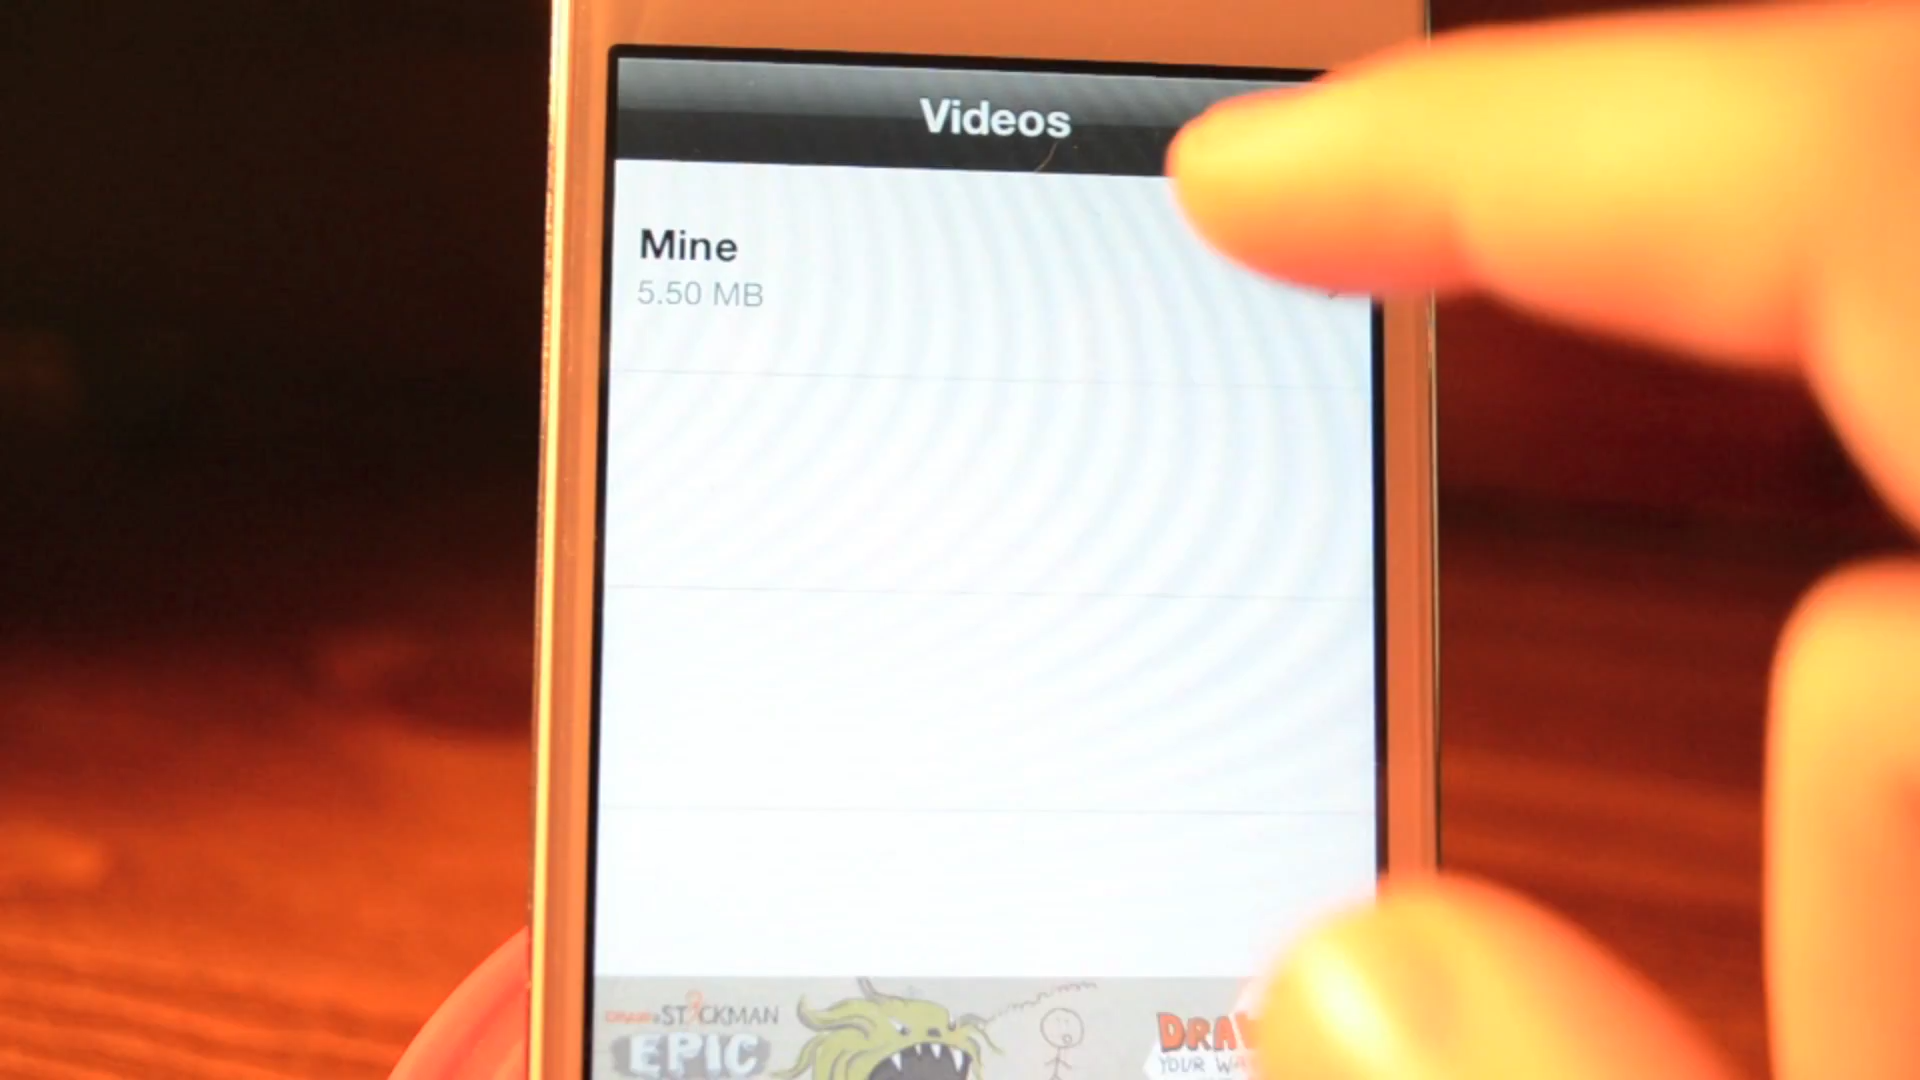 Videos
Mine
5.50 MB
DRAW A STICKMAN
EPIC
DRAW
YOUR WAY